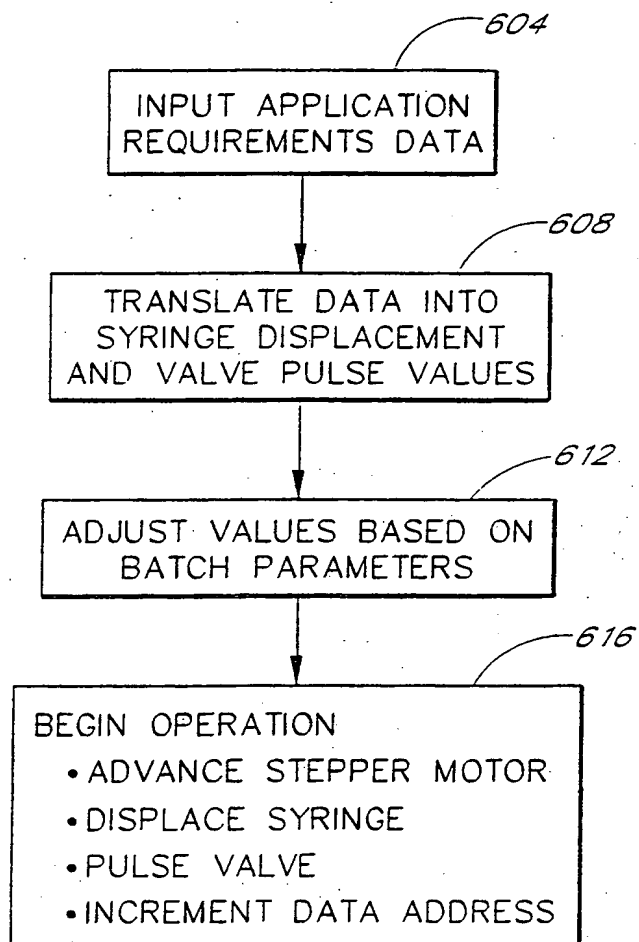 604
INPUT APPLICATION
REQUIREMENTS DATA
608
TRANSLATE DATA INTO
SYRINGE DISPLACEMENT
AND VALVE PULSE VALUES
612
ADJUST VALUES BASED ON
BATCH PARAMETERS
616
BEGIN OPERATION
• ADVANCE STEPPER MOTOR
• DISPLACE SYRINGE
• PULSE VALVE
• INCREMENT DATA ADDRESS